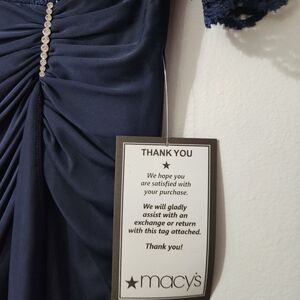 THANK YOU
★
We hope you
are satisfied with
your purchase.
We will gladly
assist with an
exchange or return
with this tag attached.
Thank you!
★macy's